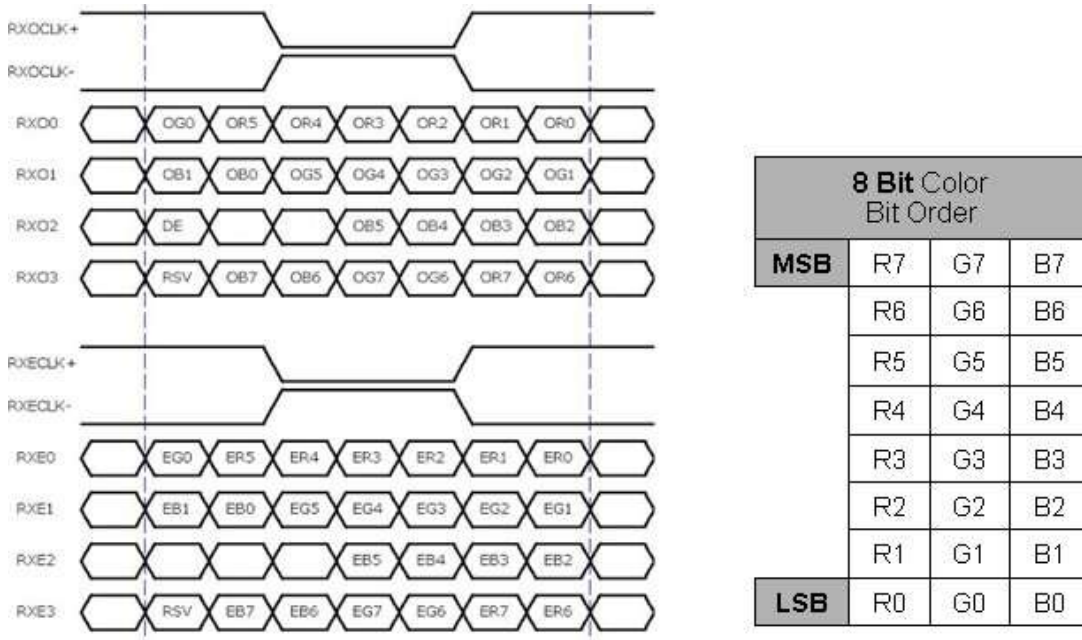 RXOCLK+
RXOCLK-
RXO0 OG0 OR5 OR4 OR3 OR2 OR1 OR0
RXO1 OB1 OB0 OG5 OG4 OG3 OG2 OG1
RXO2 DE OB5 OB4 OB3 OB2
RXO3 RSV OB7 OB6 OG7 OG6 OR7 OR6
RXECLK+
RXECLK-
RXE0 EG0 ER5 ER4 ER3 ER2 ER1 ER0
RXE1 EB1 EB0 EG5 EG4 EG3 EG2 EG1
RXE2 EB5 EB4 EB3 EB2
RXE3 RSV EB7 EB6 EG7 EG6 ER7 ER6
8 Bit Color
Bit Order
MSB R7 G7 B7
R6 G6 B6
R5 G5 B5
R4 G4 B4
R3 G3 B3
R2 G2 B2
R1 G1 B1
LSB R0 G0 B0